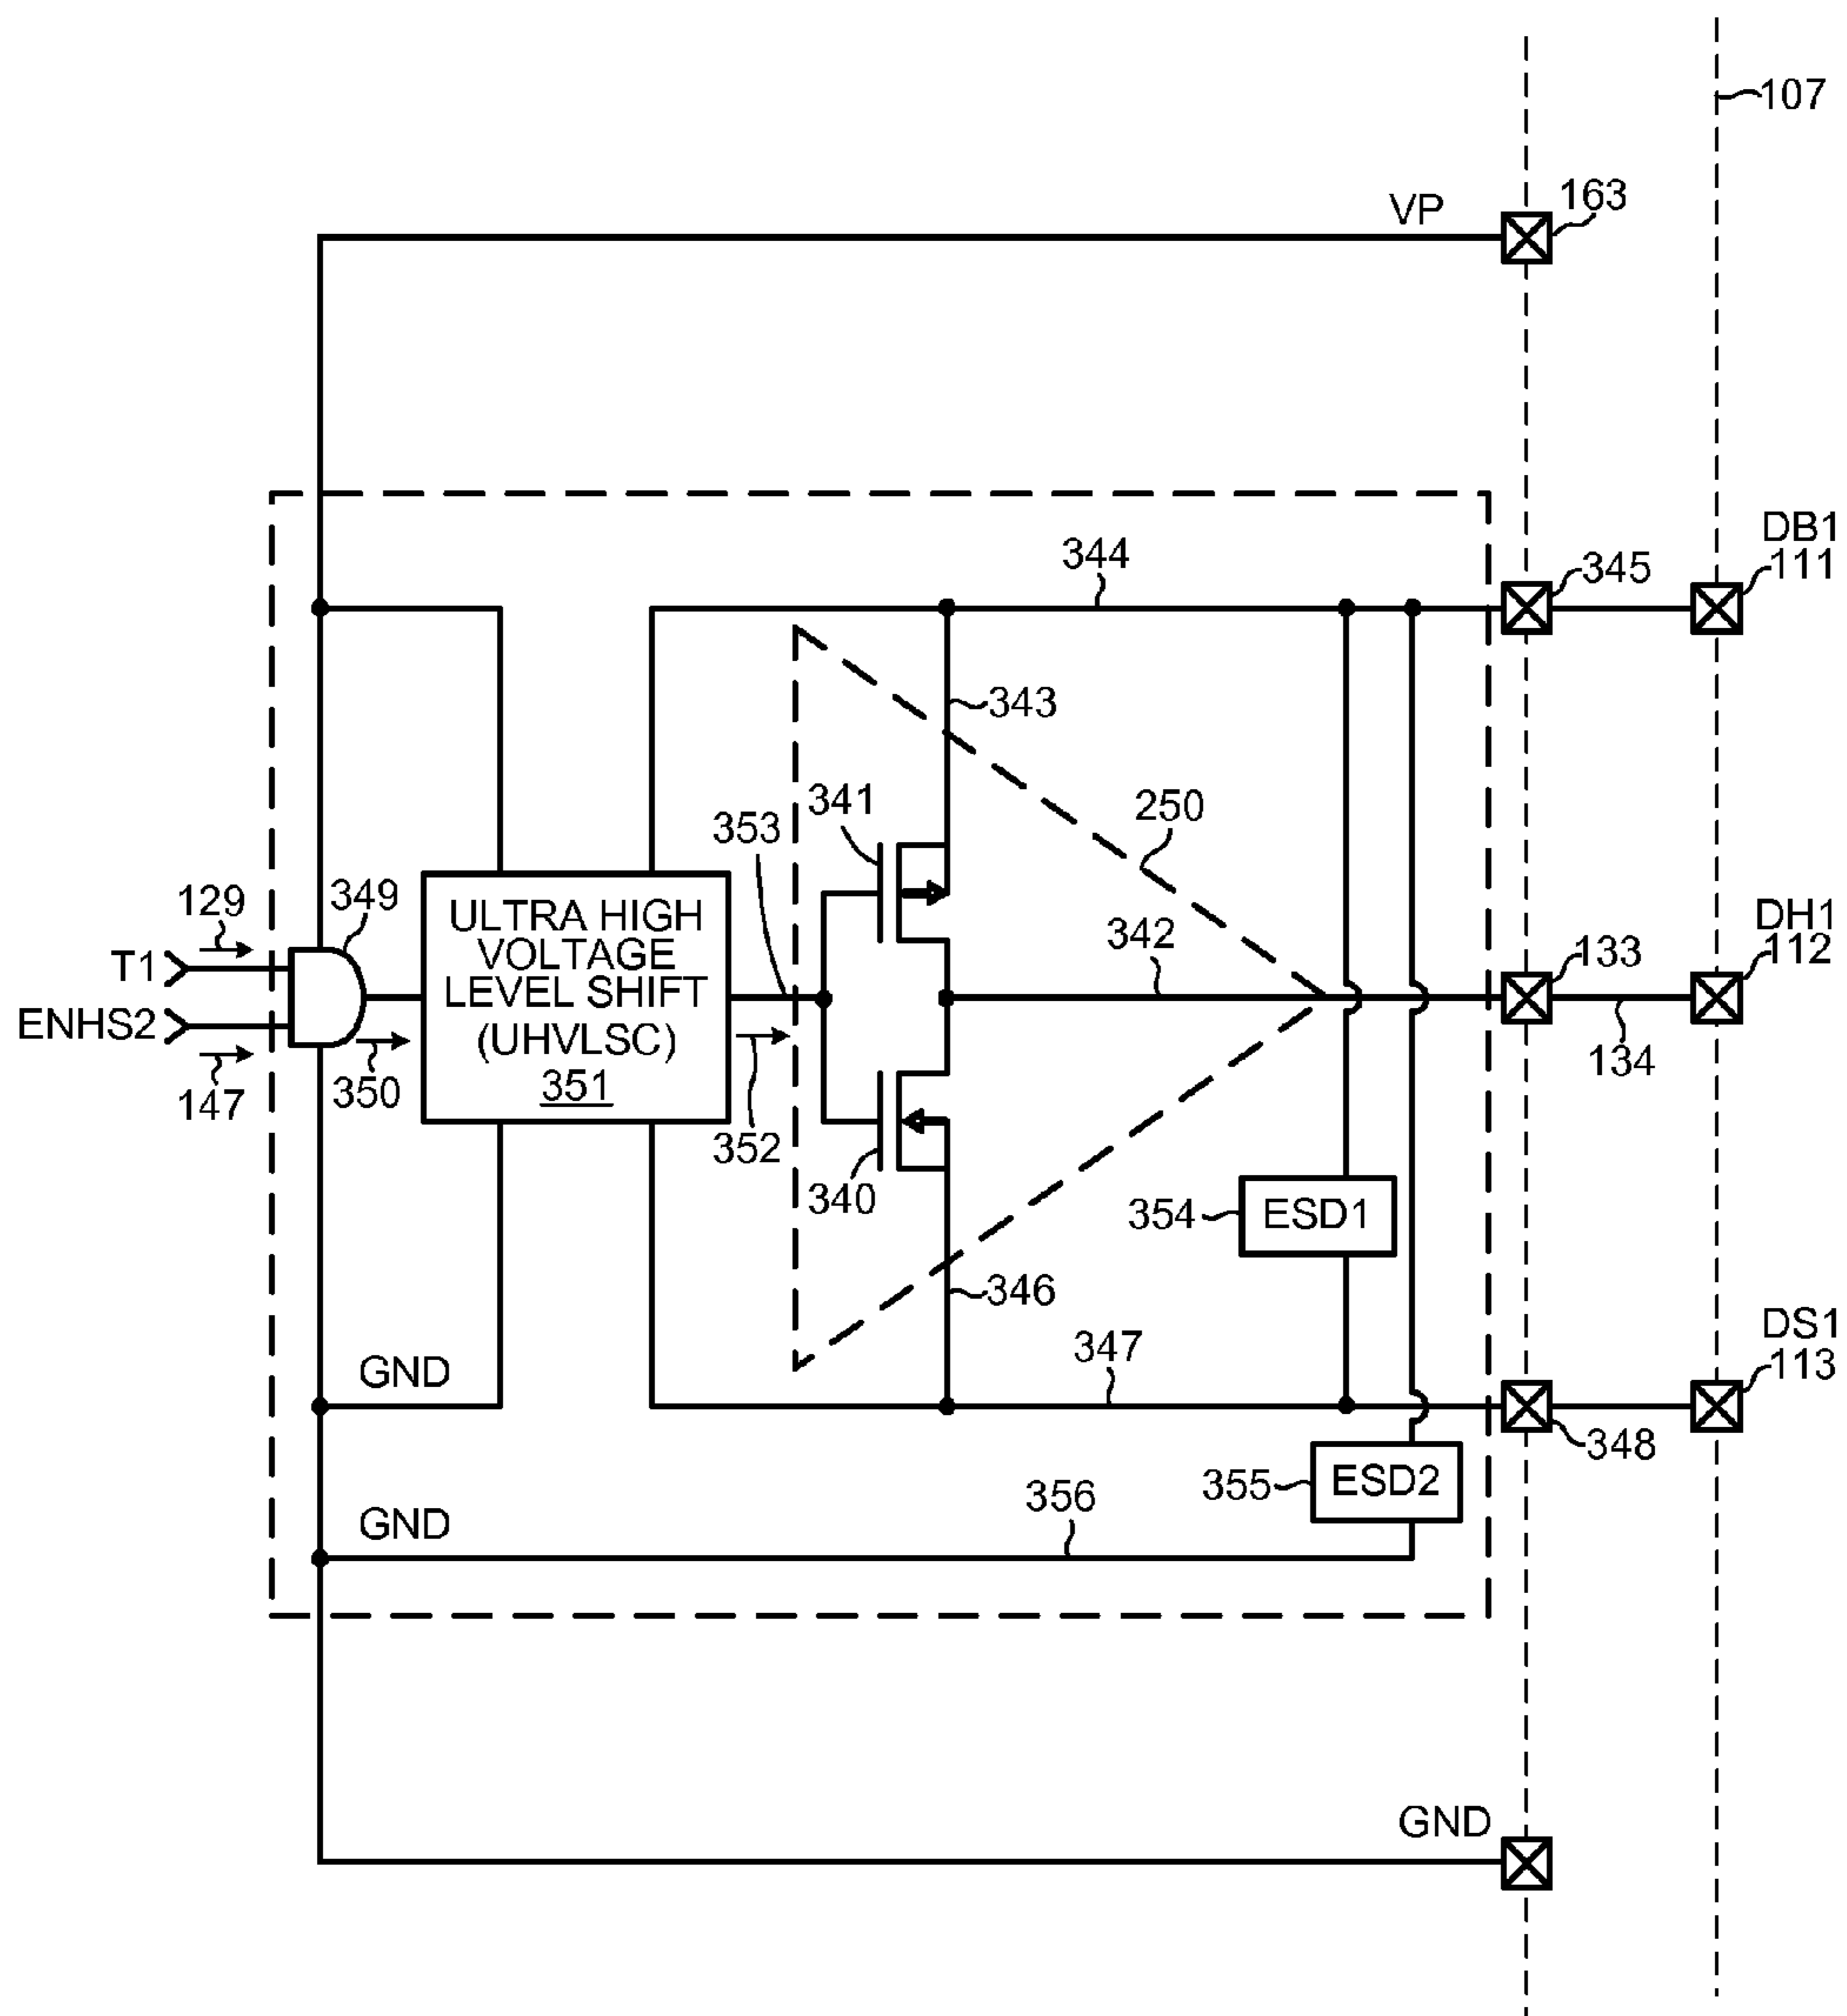 107
VP
163
DB1
111
344
345
343
341
250
353
129
349
ULTRA HIGH
VOLTAGE
LEVEL SHIFT
(UHVLSC)
351
T1
ENHS2
147
350
352
342
133
DH1
112
134
340
354
ESD1
346
DS1
113
347
GND
348
355
ESD2
356
GND
GND